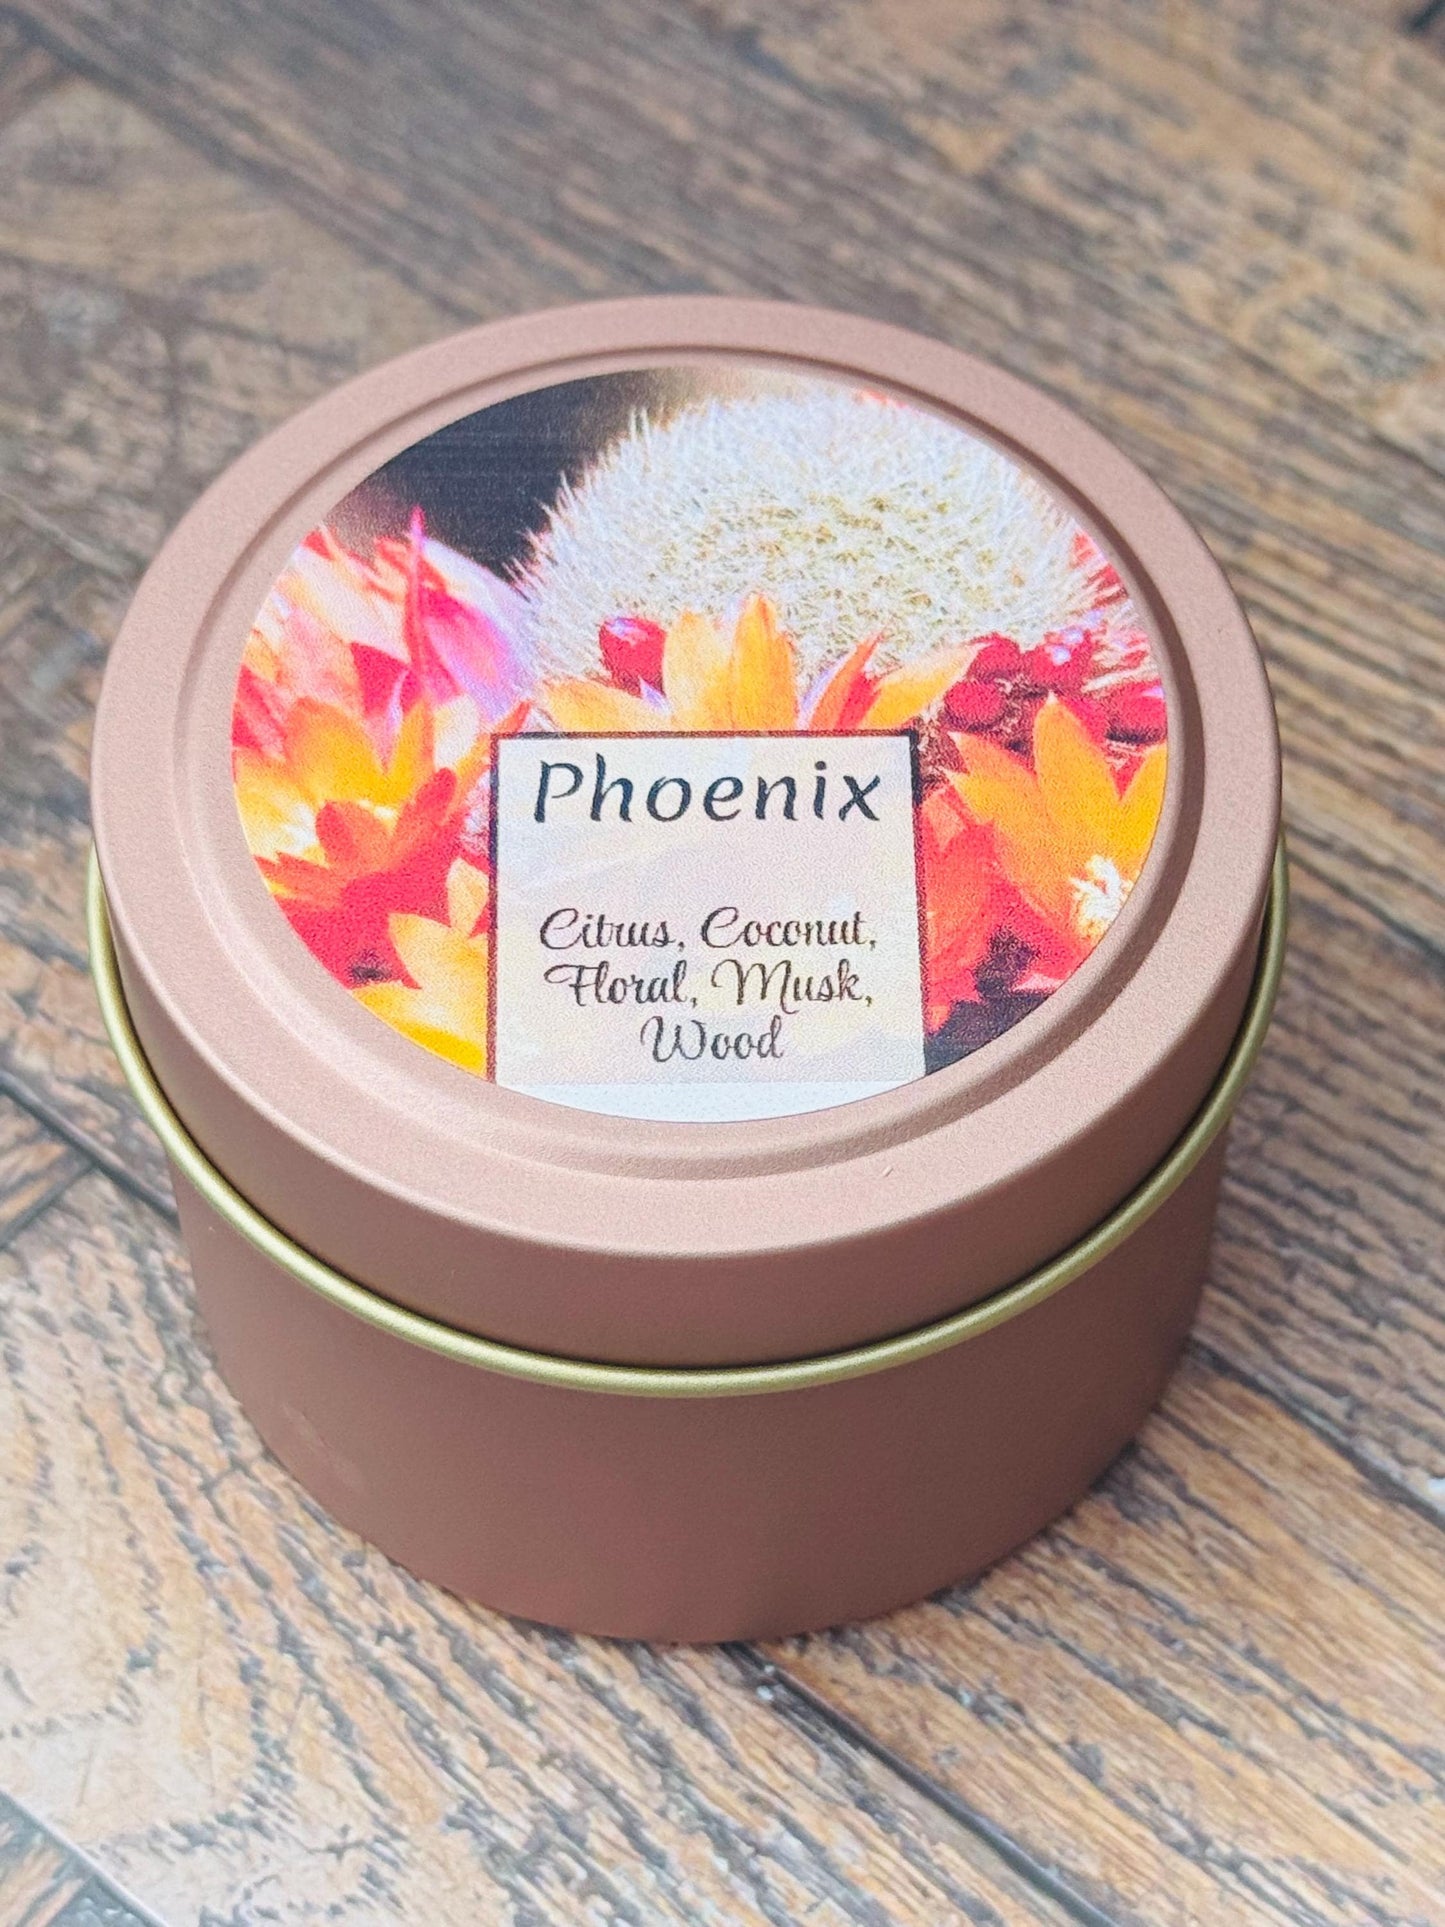 Phoenix
Citrus, Coconut,
Floral, Musk,
Wood